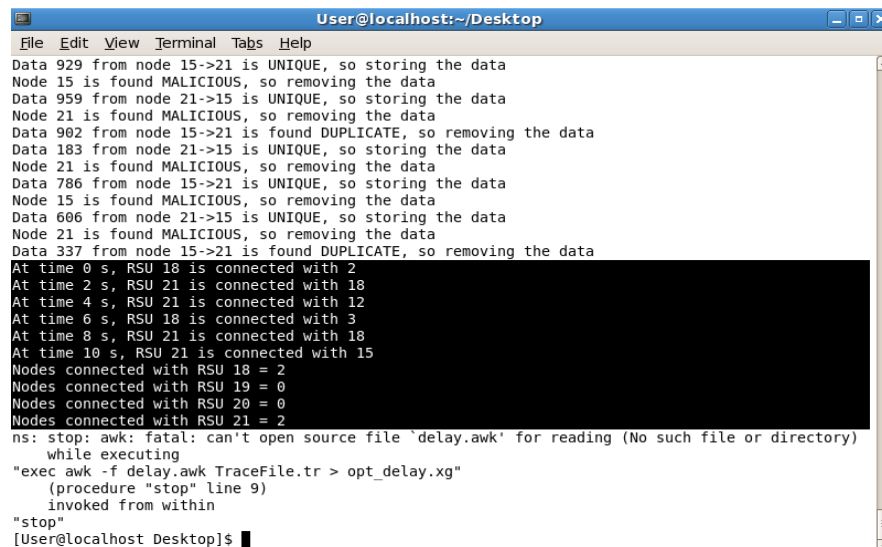 User@localhost:~/Desktop
File Edit View Terminal Tabs Help
Data 929 from node 15->21 is UNIQUE, so storing the data
Node 15 is found MALICIOUS, so removing the data
Data 959 from node 21->15 is UNIQUE, so storing the data
Node 21 is found MALICIOUS, so removing the data
Data 902 from node 15->21 is found DUPLICATE, so removing the data
Data 183 from node 21->15 is UNIQUE, so storing the data
Node 21 is found MALICIOUS, so removing the data
Data 786 from node 15->21 is UNIQUE, so storing the data
Node 15 is found MALICIOUS, so removing the data
Data 606 from node 21->15 is UNIQUE, so storing the data
Node 21 is found MALICIOUS, so removing the data
Data 337 from node 15->21 is found DUPLICATE, so removing the data
At time 0 s, RSU 18 is connected with 2
At time 2 s, RSU 21 is connected with 18
At time 4 s, RSU 21 is connected with 12
At time 6 s, RSU 18 is connected with 3
At time 8 s, RSU 21 is connected with 18
At time 10 s, RSU 21 is connected with 15
Nodes connected with RSU 18 = 2
Nodes connected with RSU 19 = 0
Nodes connected with RSU 20 = 0
Nodes connected with RSU 21 = 2
ns: stop: awk: fatal: can't open source file `delay.awk' for reading (No such file or directory)
    while executing
"exec awk -f delay.awk TraceFile.tr > opt_delay.xg"
    (procedure "stop" line 9)
    invoked from within
"stop"
[User@localhost Desktop]$